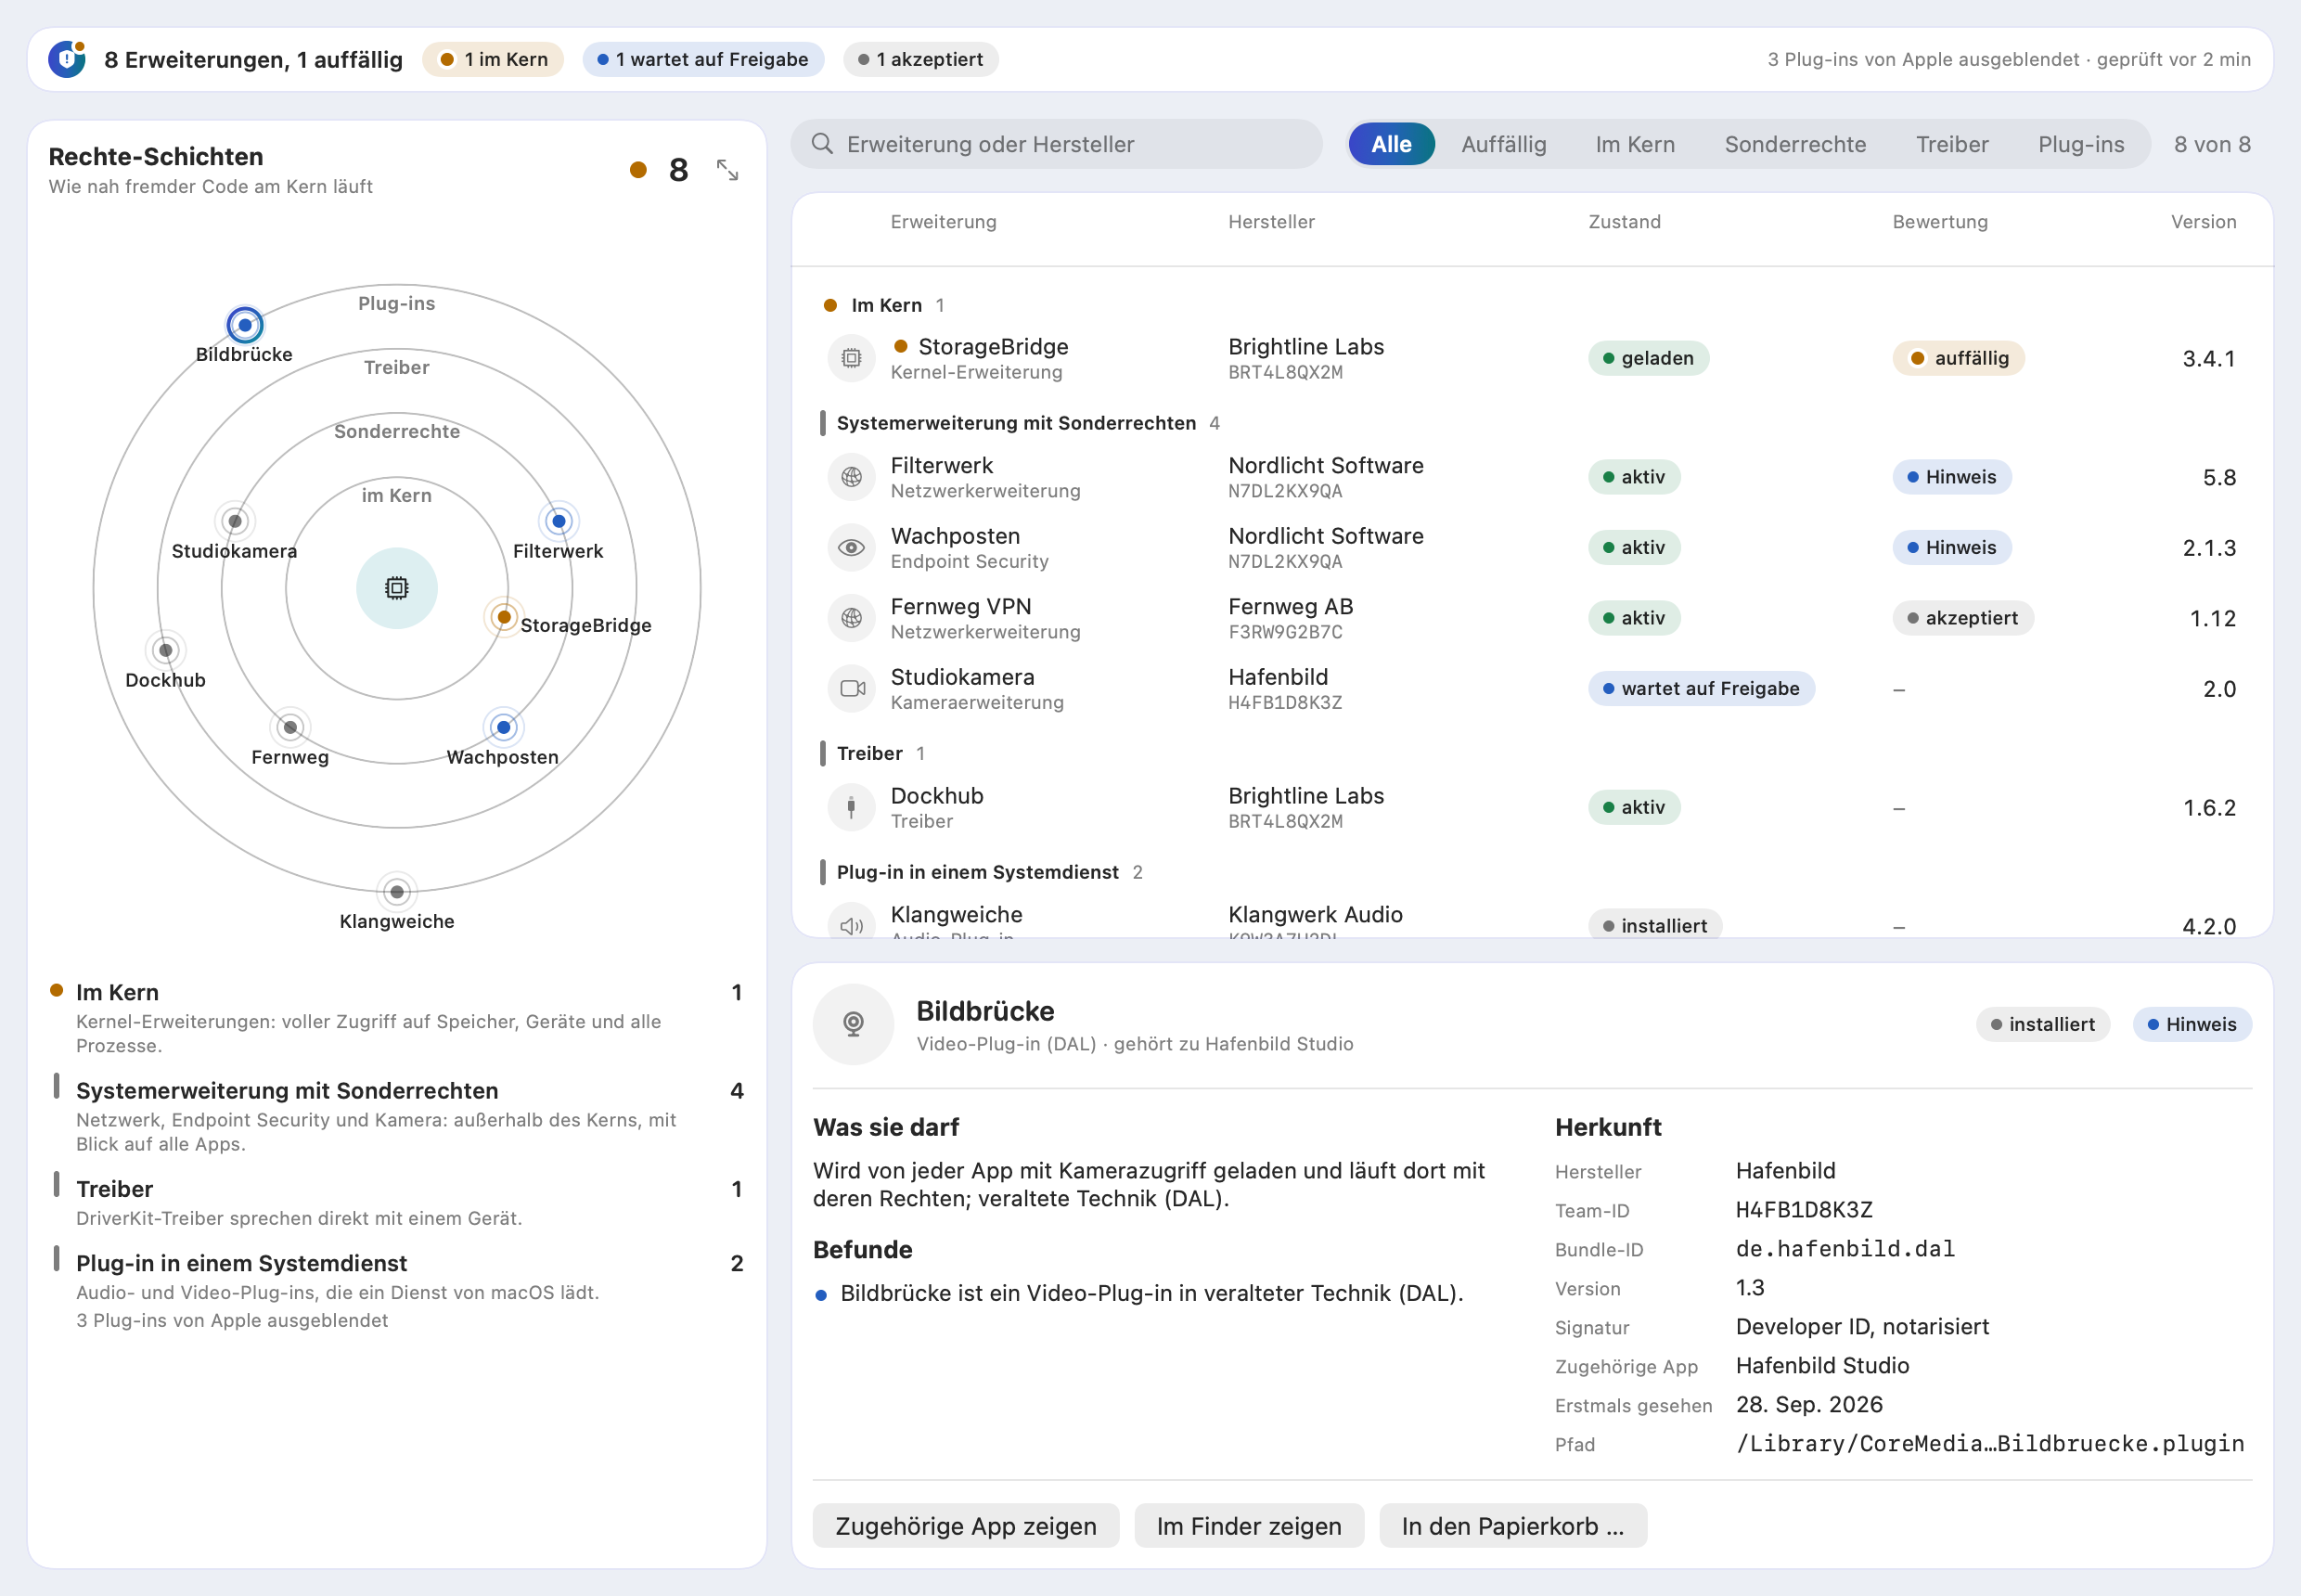 8 Erweiterungen, 1 auffällig
1 im Kern
1 wartet auf Freigabe
1 akzeptiert
3 Plug-ins von Apple ausgeblendet · geprüft vor 2 min
Rechte-Schichten
Wie nah fremder Code am Kern läuft
8
Plug-ins
Bildbrücke
Treiber
Sonderrechte
im Kern
Studiokamera
Filterwerk
StorageBridge
Dockhub
Fernweg
Wachposten
Klangweiche
Im Kern 1
Kernel-Erweiterungen: voller Zugriff auf Speicher, Geräte und alle
Prozesse.
Systemerweiterung mit Sonderrechten 4
Netzwerk, Endpoint Security und Kamera: außerhalb des Kerns, mit
Blick auf alle Apps.
Treiber 1
DriverKit-Treiber sprechen direkt mit einem Gerät.
Plug-in in einem Systemdienst 2
Audio- und Video-Plug-ins, die ein Dienst von macOS lädt.
3 Plug-ins von Apple ausgeblendet
Erweiterung oder Hersteller
Alle Auffällig Im Kern Sonderrechte Treiber Plug-ins 8 von 8
Erweiterung Hersteller Zustand Bewertung Version
Im Kern 1
StorageBridge Brightline Labs geladen auffällig 3.4.1
Kernel-Erweiterung BRT4L8QX2M
Systemerweiterung mit Sonderrechten 4
Filterwerk Nordlicht Software aktiv Hinweis 5.8
Netzwerkerweiterung N7DL2KX9QA
Wachposten Nordlicht Software aktiv Hinweis 2.1.3
Endpoint Security N7DL2KX9QA
Fernweg VPN Fernweg AB aktiv akzeptiert 1.12
Netzwerkerweiterung F3RW9G2B7C
Studiokamera Hafenbild wartet auf Freigabe – 2.0
Kameraerweiterung H4FB1D8K3Z
Treiber 1
Dockhub Brightline Labs aktiv – 1.6.2
Treiber BRT4L8QX2M
Plug-in in einem Systemdienst 2
Klangweiche Klangwerk Audio installiert – 4.2.0
Audio-Plug-in
Bildbrücke
Video-Plug-in (DAL) · gehört zu Hafenbild Studio
installiert
Hinweis
Was sie darf
Wird von jeder App mit Kamerazugriff geladen und läuft dort mit
deren Rechten; veraltete Technik (DAL).
Befunde
Bildbrücke ist ein Video-Plug-in in veralteter Technik (DAL).
Herkunft
Hersteller Hafenbild
Team-ID H4FB1D8K3Z
Bundle-ID de.hafenbild.dal
Version 1.3
Signatur Developer ID, notarisiert
Zugehörige App Hafenbild Studio
Erstmals gesehen 28. Sep. 2026
Pfad /Library/CoreMedia…Bildbruecke.plugin
Zugehörige App zeigen
Im Finder zeigen
In den Papierkorb …